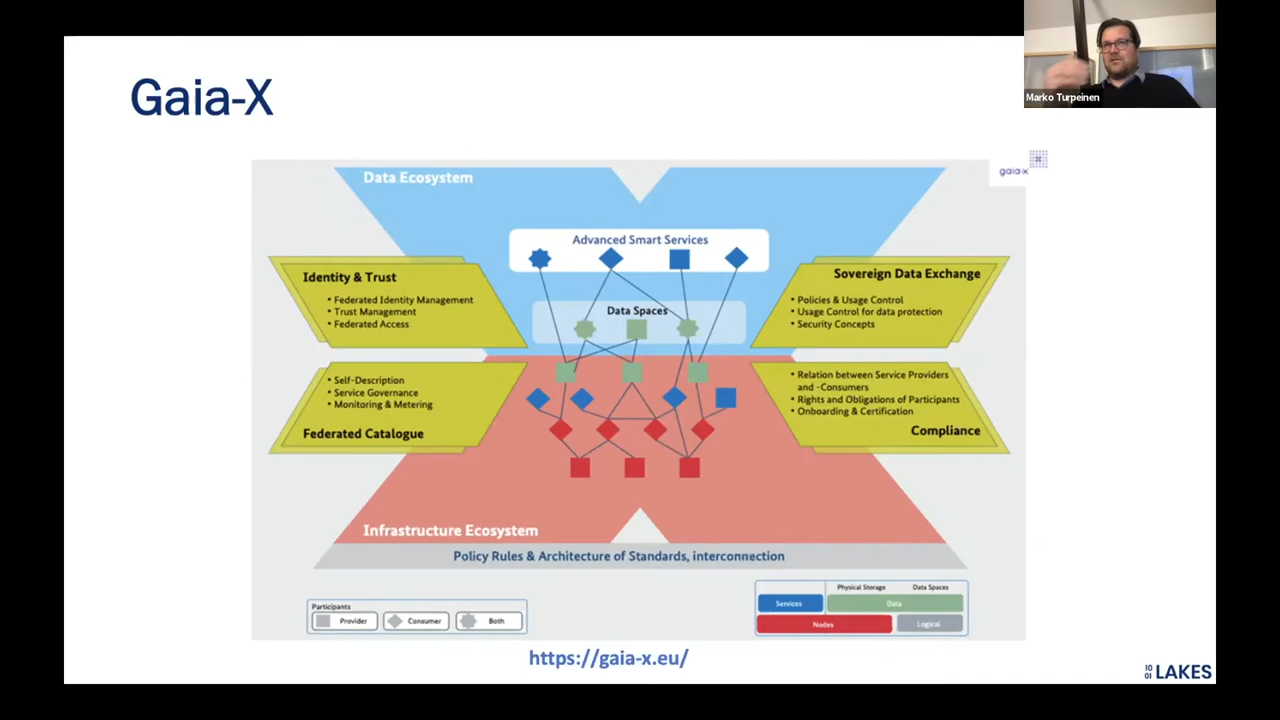 Gaia-X
Marko Turpeinen
gaia-x
Data Ecosystem
Advanced Smart Services
Identity & Trust
• Federated Identity Management
• Trust Management
• Federated Access
Data Spaces
Sovereign Data Exchange
• Policies & Usage Control
• Usage Control for data protection
• Security Concepts
• Self-Description
• Service Governance
• Monitoring & Metering
Federated Catalogue
• Relation between Service Providers
and -Consumers
• Rights and Obligations of Participants
• Onboarding & Certification
Compliance
Infrastructure Ecosystem
Policy Rules & Architecture of Standards, interconnection
Participants
Provider
Consumer
Both
Physical Storage
Data Spaces
Services
Data
Nodes
Logical
https://gaia-x.eu/
10
01 LAKES